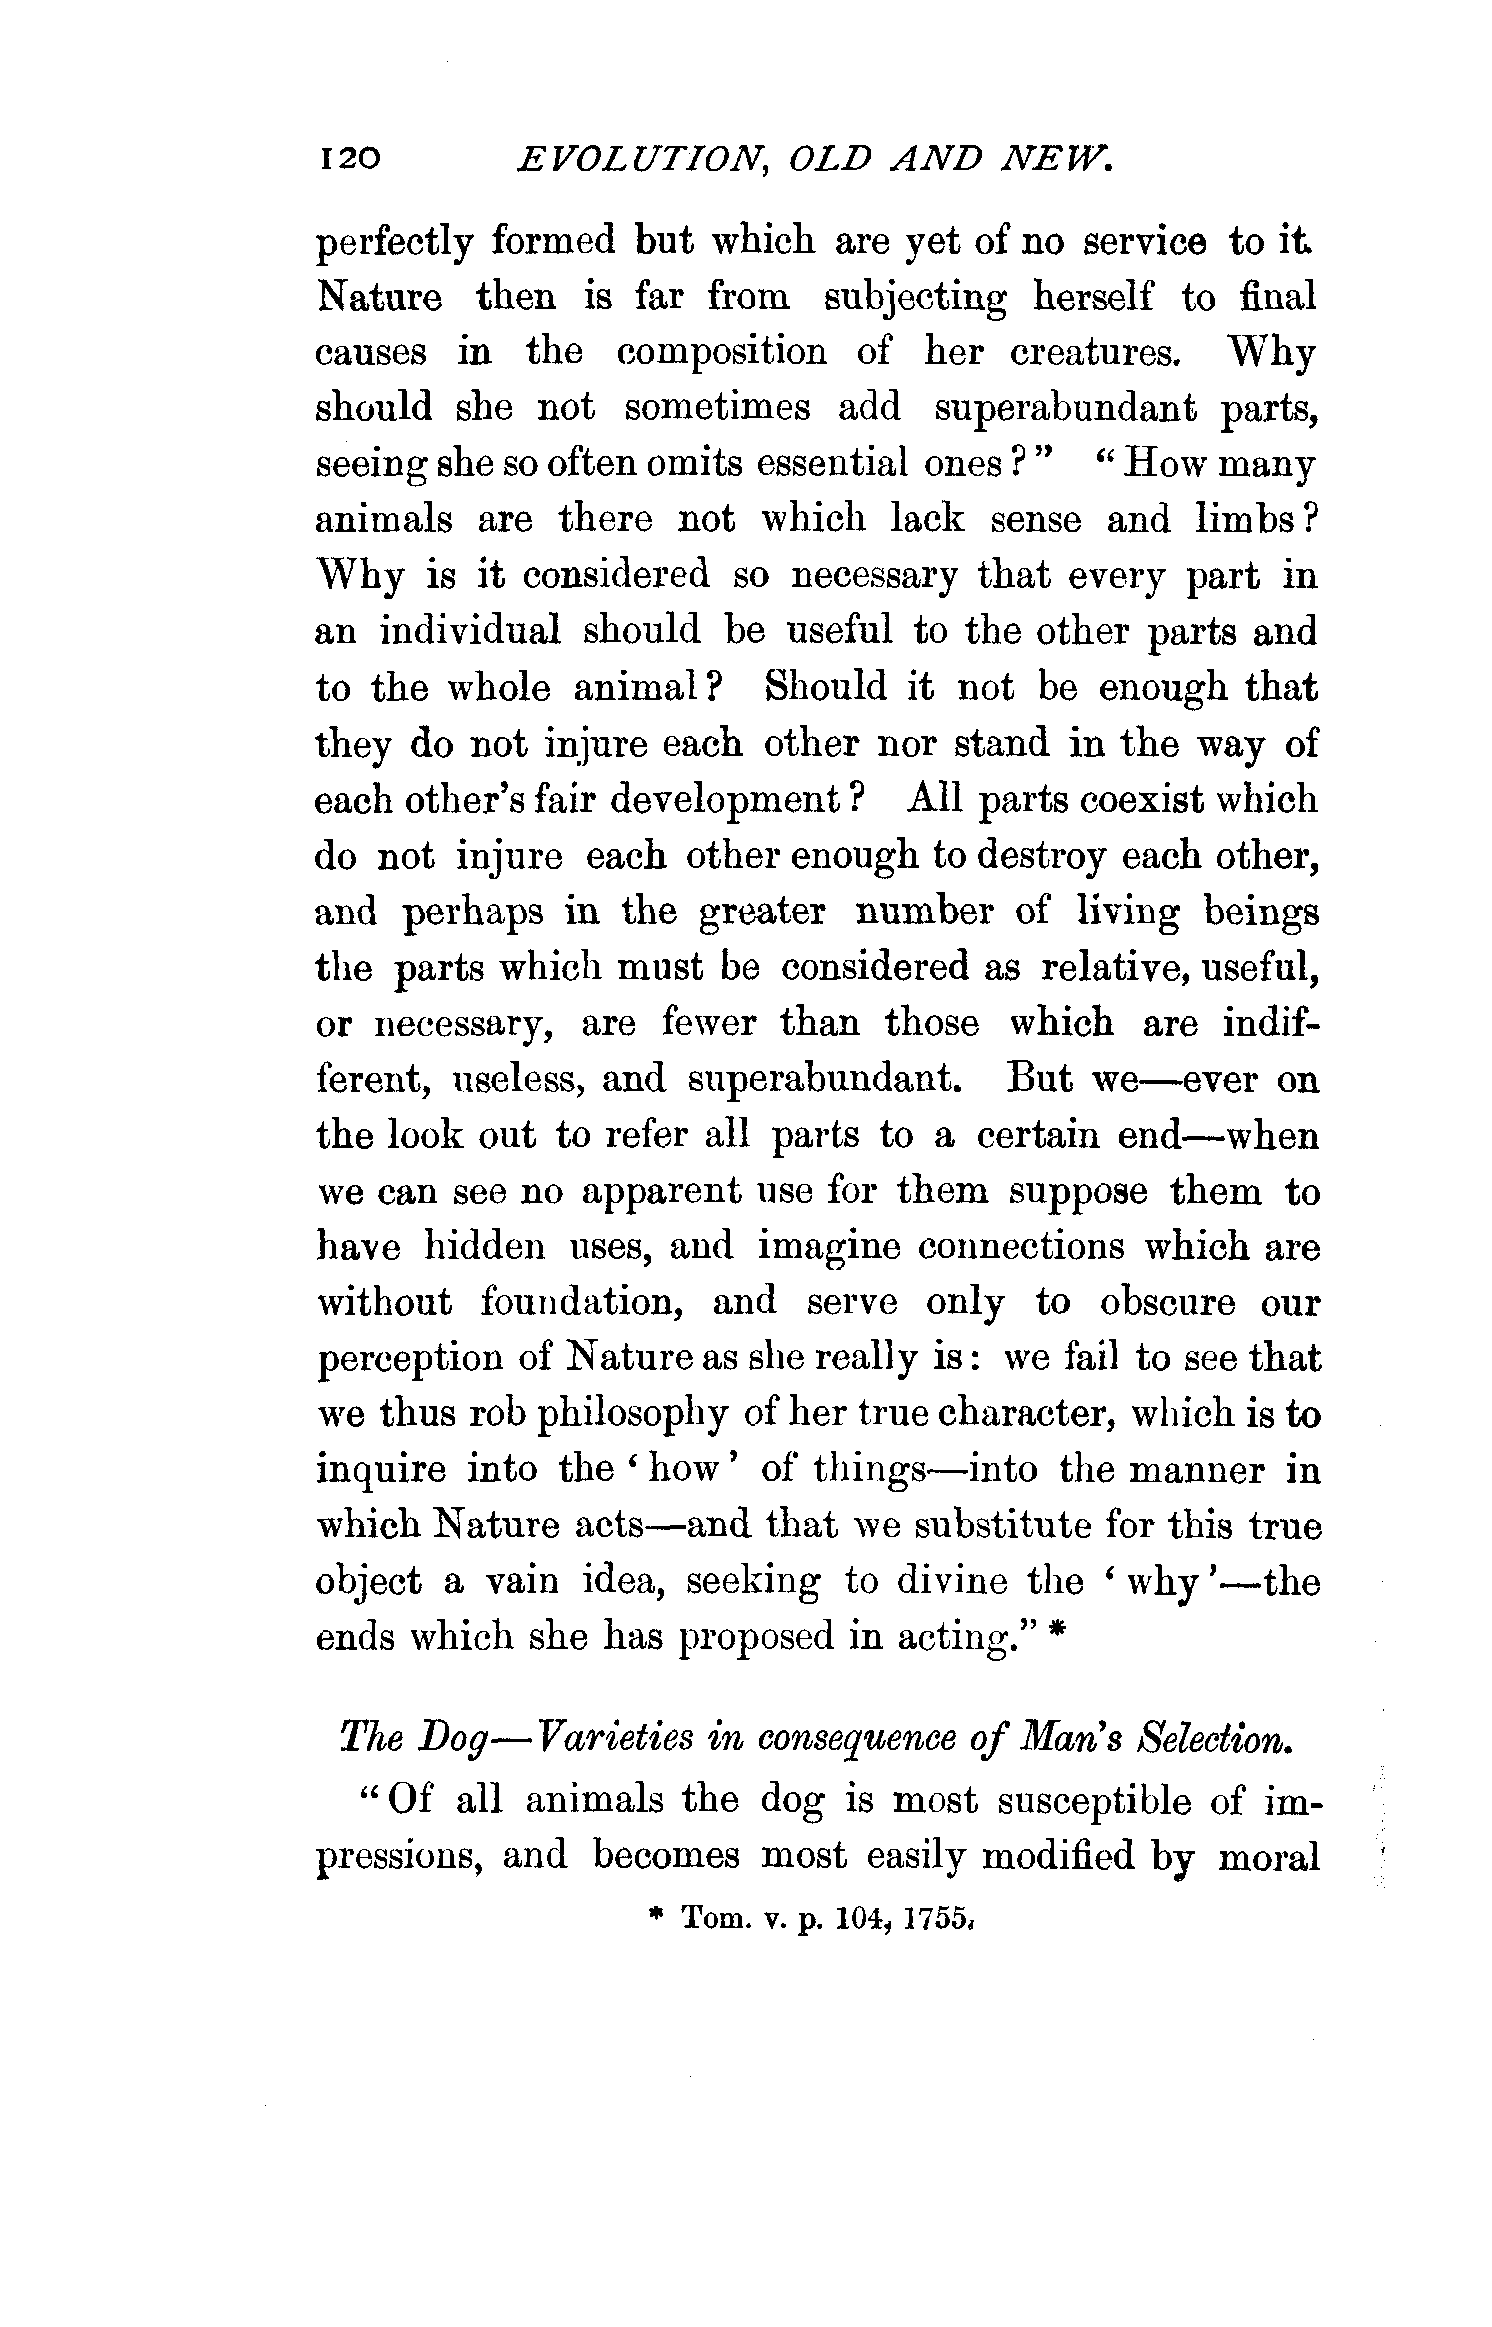 120 EVOLUTION, OLD AND NEW.
perfectly formed but which are yet of no service to it.
Nature then is far from subjecting herself to final
causes in the composition of her creatures. Why
should she not sometimes add superabundant parts,
seeing she so often omits essential ones?" "How many
animals are there not which lack sense and limbs?
Why is it considered so necessary that every part in
an individual should be useful to the other parts and
to the whole animal? Should it not be enough that
they do not injure each other nor stand in the way of
each other's fair development? All parts coexist which
do not injure each other enough to destroy each other,
and perhaps in the greater number of living beings
the parts which must be considered as relative, useful,
or necessary, are fewer than those which are indif-
ferent, useless, and superabundant. But we—ever on
the look out to refer all parts to a certain end—when
we can see no apparent use for them suppose them to
have hidden uses, and imagine connections which are
without foundation, and serve only to obscure our
perception of Nature as she really is: we fail to see that
we thus rob philosophy of her true character, which is to
inquire into the 'how' of things—into the manner in
which Nature acts—and that we substitute for this true
object a vain idea, seeking to divine the 'why'—the
ends which she has proposed in acting." *
The Dog—Varieties in consequence of Man's Selection.
"Of all animals the dog is most susceptible of im-
pressions, and becomes most easily modified by moral
* Tom. v. p. 104, 1755.